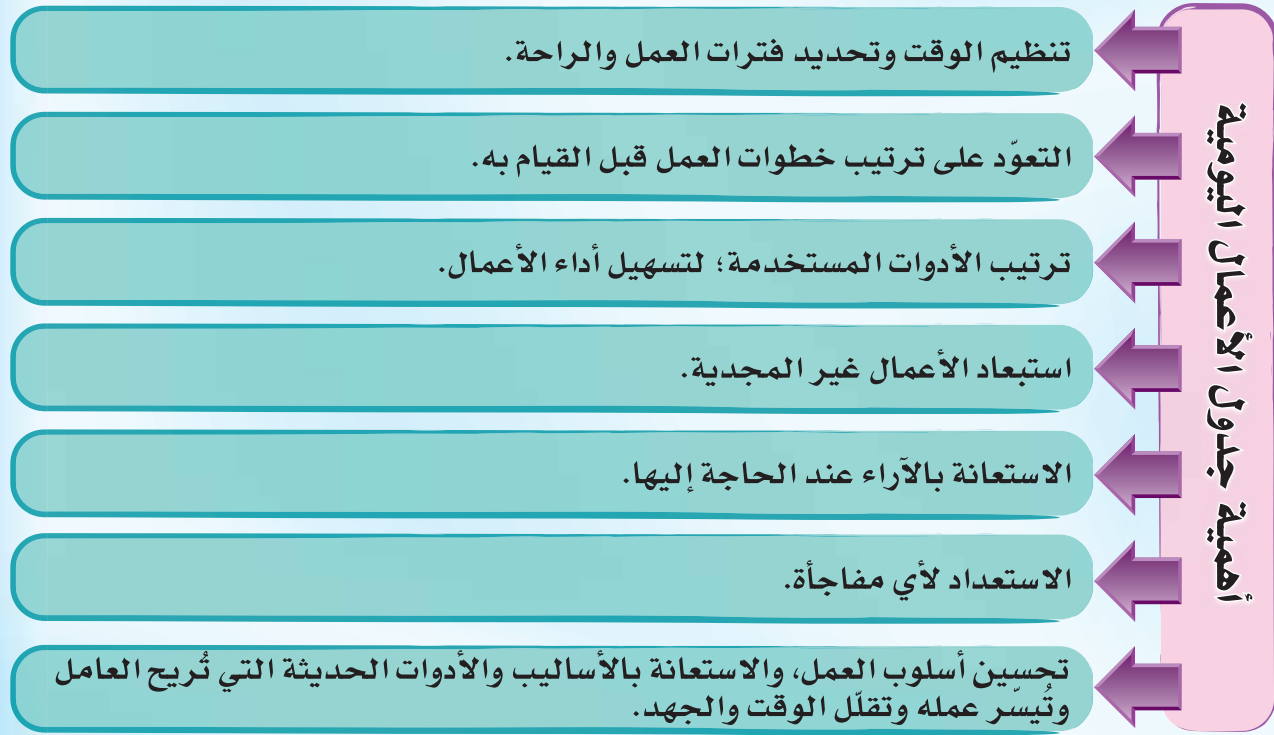 أهمية جدول الأعمال اليومية
تنظيم الوقت وتحديد فترات العمل والراحة.
التعوّد على ترتيب خطوات العمل قبل القيام به.
ترتيب الأدوات المستخدمة؛ لتسهيل أداء الأعمال.
استبعاد الأعمال غير المجدية.
الاستعانة بالآراء عند الحاجة إليها.
الاستعداد لأي مفاجأة.
تحسين أسلوب العمل، والاستعانة بالأساليب والأدوات الحديثة التي تُريح العامل
وتُيسّر عمله وتقلّل الوقت والجهد.